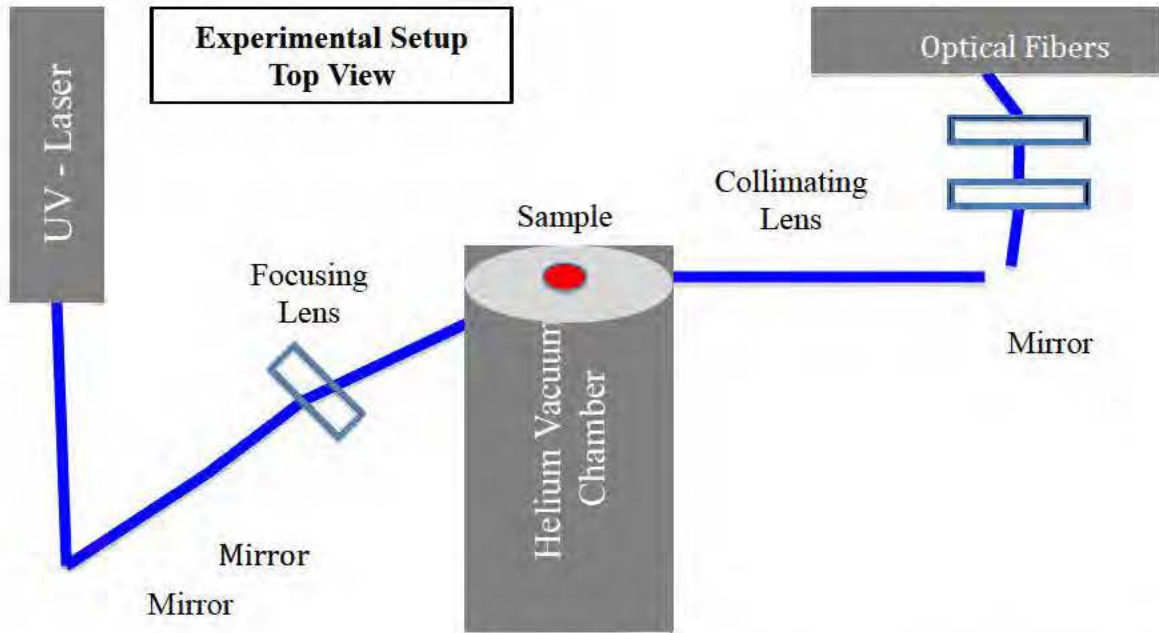 Experimental Setup
Top View
UV - Laser
Optical Fibers
Collimating
Lens
Sample
Focusing
Lens
Mirror
Helium Vacuum
Chamber
Mirror
Mirror